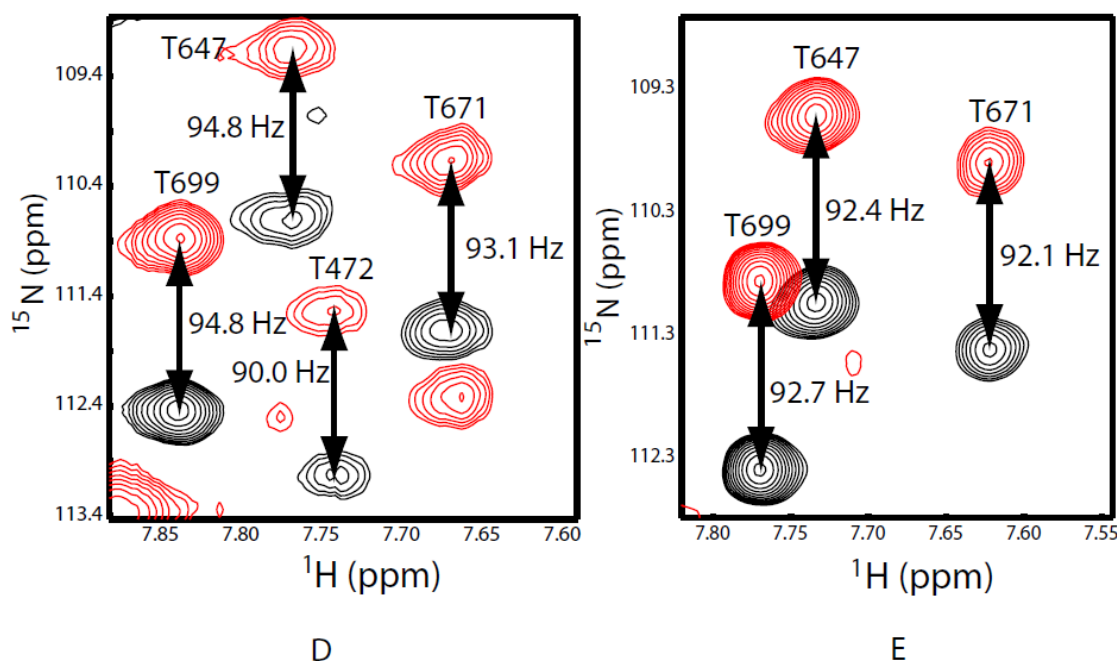 T647
109.4
94.8 Hz
T671
110.4
T699
93.1 Hz
T472
111.4
94.8 Hz
90.0 Hz
112.4
113.4
15N (ppm)
7.85 7.80 7.75 7.70 7.65 7.60
1H (ppm)
D
T647
109.3
T671
110.3
92.4 Hz
T699
92.1 Hz
111.3
92.7 Hz
112.3
15N (ppm)
7.80 7.75 7.70 7.65 7.60 7.55
1H (ppm)
E